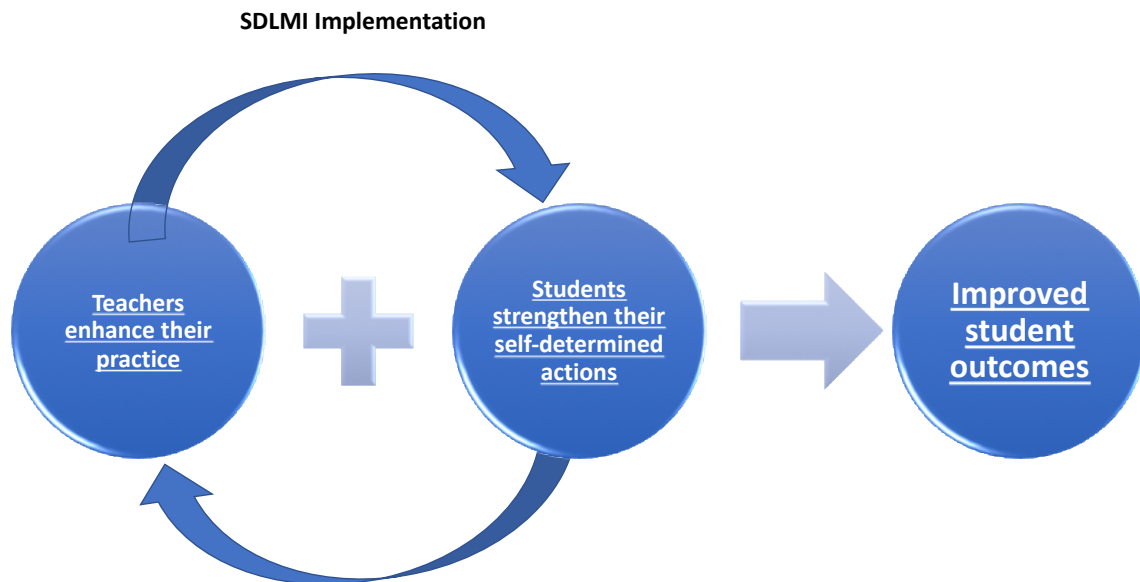 SDLMI Implementation
Teachers
enhance their
practice
Students
strengthen their
self-determined
actions
Improved
student
outcomes